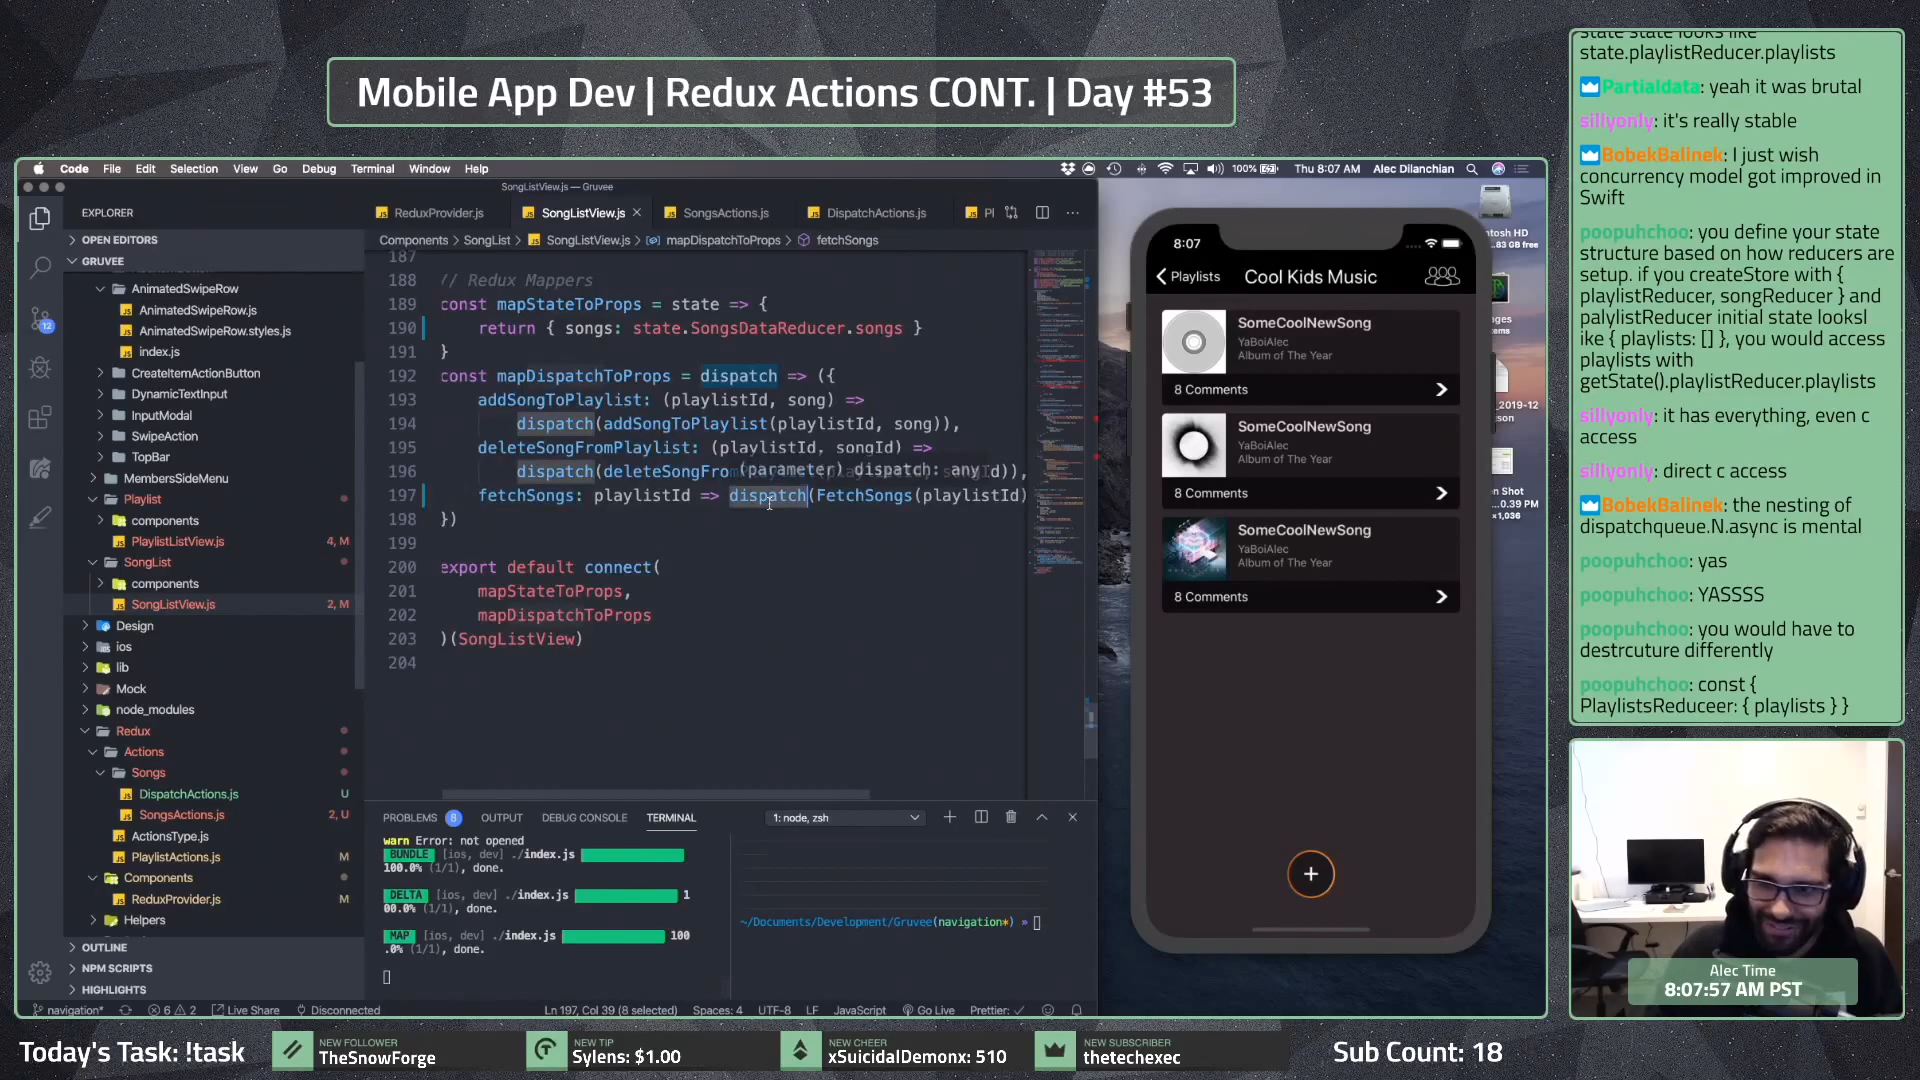 Mobile App Dev | Redux Actions CONT. | Day #53
Code File Edit Selection View Go Debug Terminal Window Help
100% Thu 8:07 AM Alec Dilanchian
SongListView.js — Gruvee
EXPLORER
OPEN EDITORS
GRUVEE
AnimatedSwipeRow
AnimatedSwipeRow.js
AnimatedSwipeRow.styles.js
index.js
CreateItemActionButton
DynamicTextInput
InputModal
SwipeAction
TopBar
MembersSideMenu
Playlist
components
PlaylistListView.js 4, M
SongList
components
SongListView.js 2, M
Design
ios
lib
Mock
node_modules
Redux
Actions
Songs
DispatchActions.js U
SongsActions.js 2, U
ActionsType.js
PlaylistActions.js M
Components
ReduxProvider.js M
Helpers
OUTLINE
NPM SCRIPTS
HIGHLIGHTS
12
ReduxProvider.js SongListView.js SongsActions.js DispatchActions.js Pl
Components > SongList > SongListView.js > mapDispatchToProps > fetchSongs
187
188 // Redux Mappers
189 const mapStateToProps = state => {
190 return { songs: state.SongsDataReducer.songs }
191 }
192 const mapDispatchToProps = dispatch => ({
193 addSongToPlaylist: (playlistId, song) =>
194 dispatch(addSongToPlaylist(playlistId, song)),
195 deleteSongFromPlaylist: (playlistId, songId) =>
196 dispatch(deleteSongFro
(parameter) dispatch: any
197 fetchSongs: playlistId => dispatch(FetchSongs(playlistId)
198 })
199
200 export default connect(
201 mapStateToProps,
202 mapDispatchToProps
203 )(SongListView)
204
PROBLEMS 8 OUTPUT DEBUG CONSOLE TERMINAL 1: node, zsh
warn Error: not opened
BUNDLE [ios, dev] ./index.js
100.0% (1/1), done.
DELTA [ios, dev] ./index.js 1
00.0% (1/1), done.
MAP [ios, dev] ./index.js 100
.0% (1/1), done.
~/Documents/Development/Gruvee(navigation*) »
navigation* 6 2 Live Share Disconnected Ln 197, Col 39 (8 selected) Spaces: 4 UTF-8 LF JavaScript Go Live Prettier: ✓
8:07
Playlists Cool Kids Music
SomeCoolNewSong
YaBoiAlec
Album of The Year
8 Comments
SomeCoolNewSong
YaBoiAlec
Album of The Year
8 Comments
SomeCoolNewSong
YaBoiAlec
Album of The Year
8 Comments
+
state state looks like
state.playlistReducer.playlists
Partialdata: yeah it was brutal
sillyonly: it's really stable
BobekBalinek: I just wish
concurrency model got improved in
Swift
poopuhchoo: you define your state
structure based on how reducers are
setup. if you createStore with {
playlistReducer, songReducer } and
palylistReducer initial state looksl
ike { playlists: [] }, you would access
playlists with
getState().playlistReducer.playlists
sillyonly: it has everything, even c
access
sillyonly: direct c access
BobekBalinek: the nesting of
dispatchqueue.N.async is mental
poopuhchoo: yas
poopuhchoo: YASSSS
poopuhchoo: you would have to
destrcuture differently
poopuhchoo: const {
PlaylistsReduceer: { playlists } }
Alec Time
8:07:57 AM PST
Today's Task: !task
NEW FOLLOWER
TheSnowForge
NEW TIP
Sylens: $1.00
NEW CHEER
xSuicidalDemonx: 510
NEW SUBSCRIBER
thetechexec
Sub Count: 18